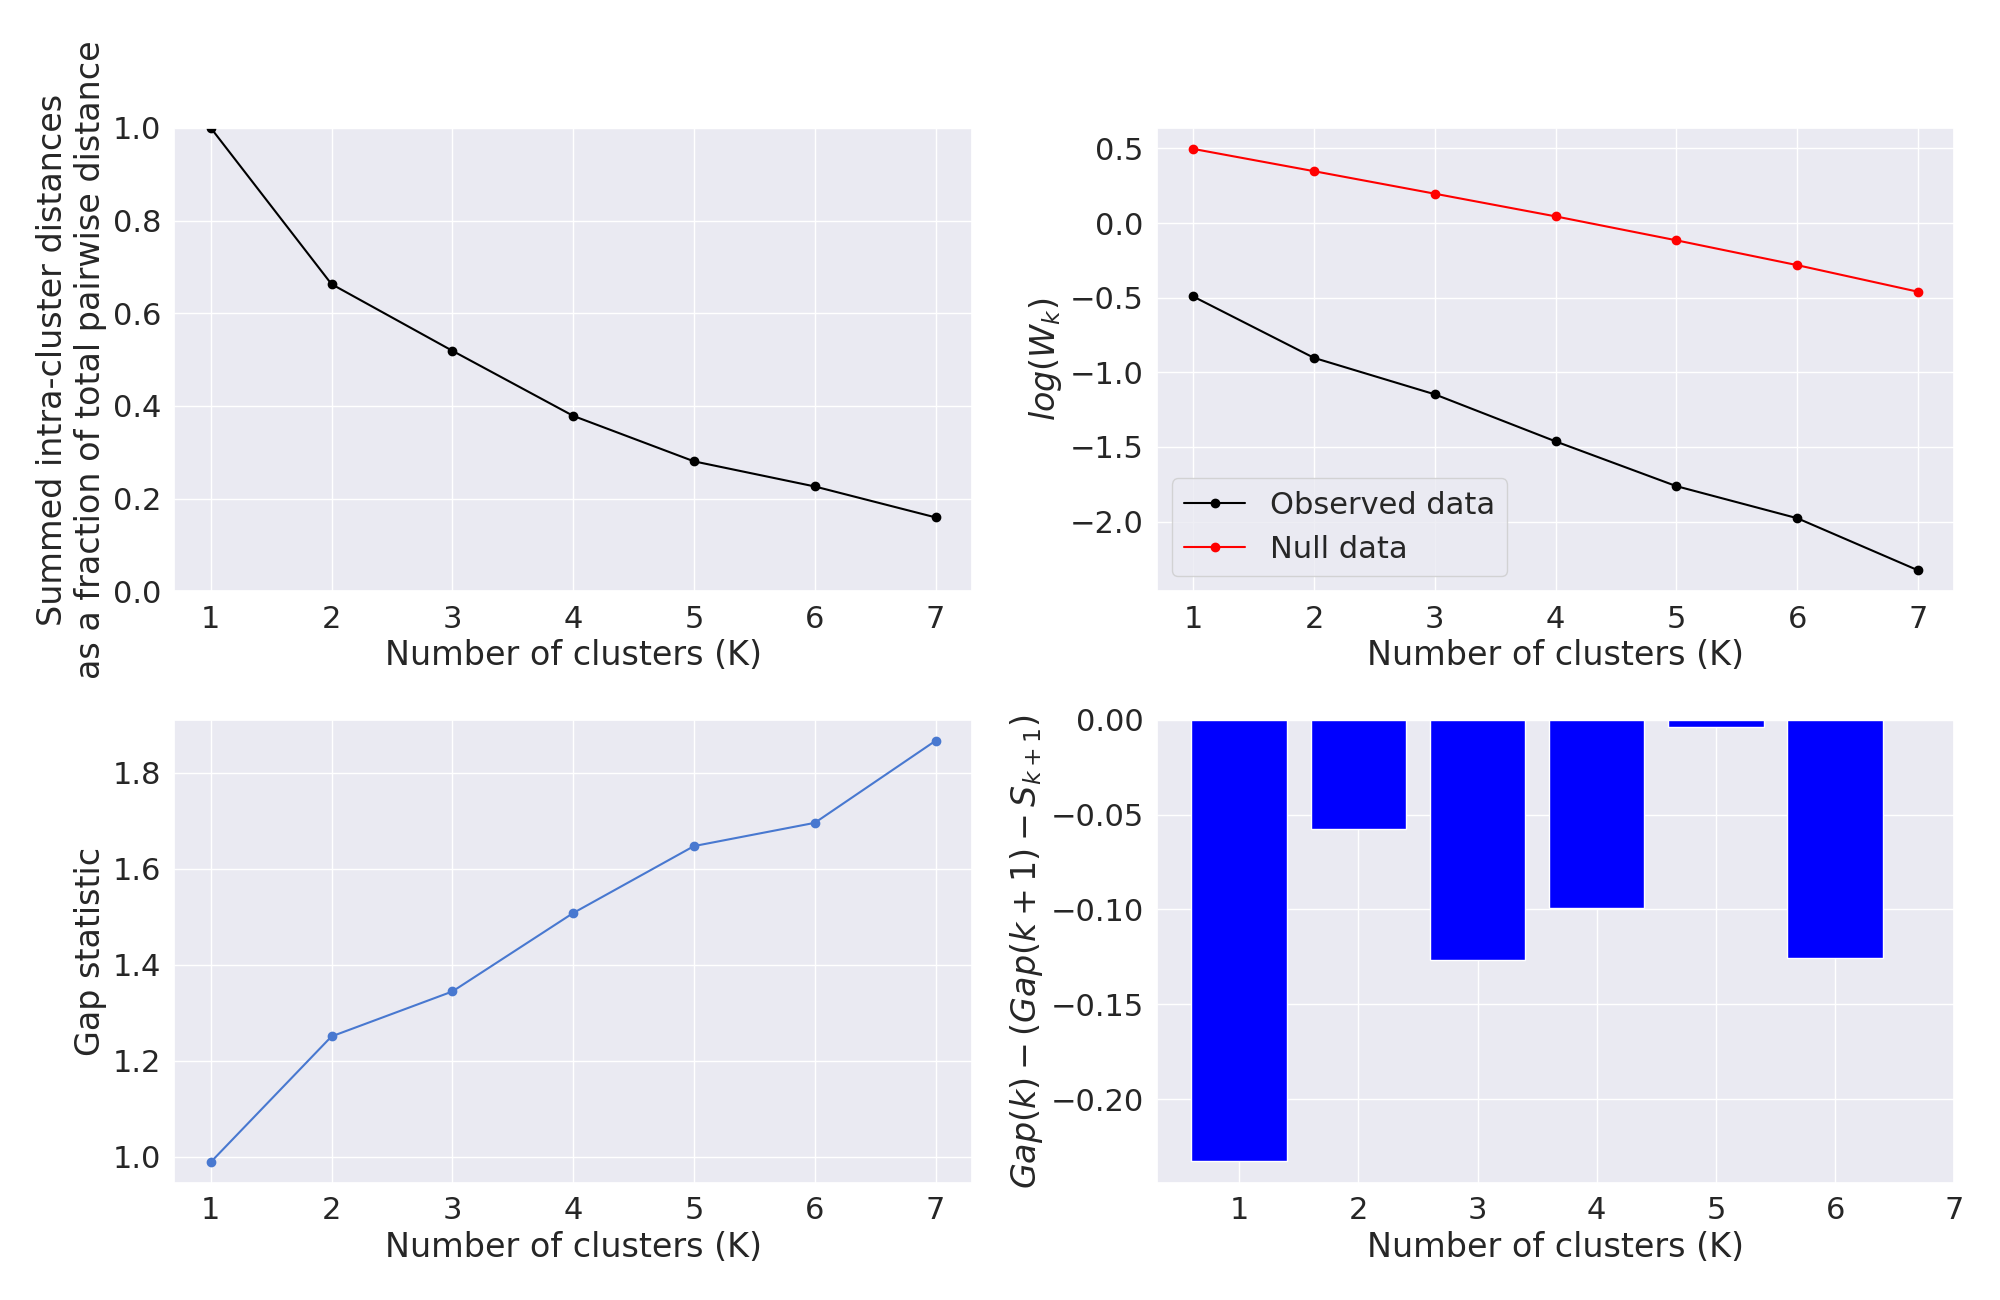 Summed intra-cluster distances
as a fraction of total pairwise distance
1.0
0.8
0.6
0.4
0.2
0.0
1 2 3 4 5 6 7
Number of clusters (K)
log(W_k)
0.5
0.0
−0.5
−1.0
−1.5
−2.0
Observed data
Null data
1 2 3 4 5 6 7
Number of clusters (K)
Gap statistic
1.8
1.6
1.4
1.2
1.0
1 2 3 4 5 6 7
Number of clusters (K)
Gap(k) − (Gap(k + 1) − S_{k+1})
0.00
−0.05
−0.10
−0.15
−0.20
1 2 3 4 5 6 7
Number of clusters (K)